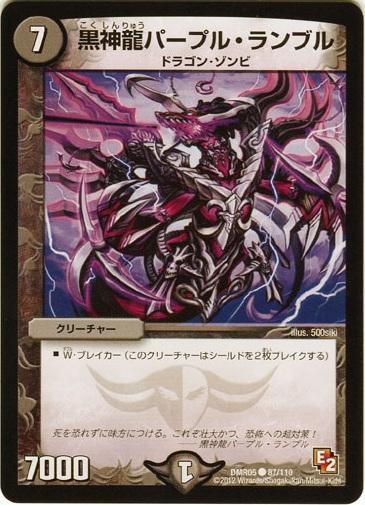 7
こくしんりゅう
黒神龍パープル・ランブル
ドラゴン・ゾンビ
クリーチャー
illus. 500siki
■ W・ブレイカー (このクリーチャーはシールドを2枚ブレイクする)
死を恐れずに味方につける。これぞ壮大かつ、恐怖への超対策！
——黒神龍パープル・ランブル
7000
1
E2
DMR05 ● 87/110
©2012 Wizards/Shogakukan/Mitsui-Kids